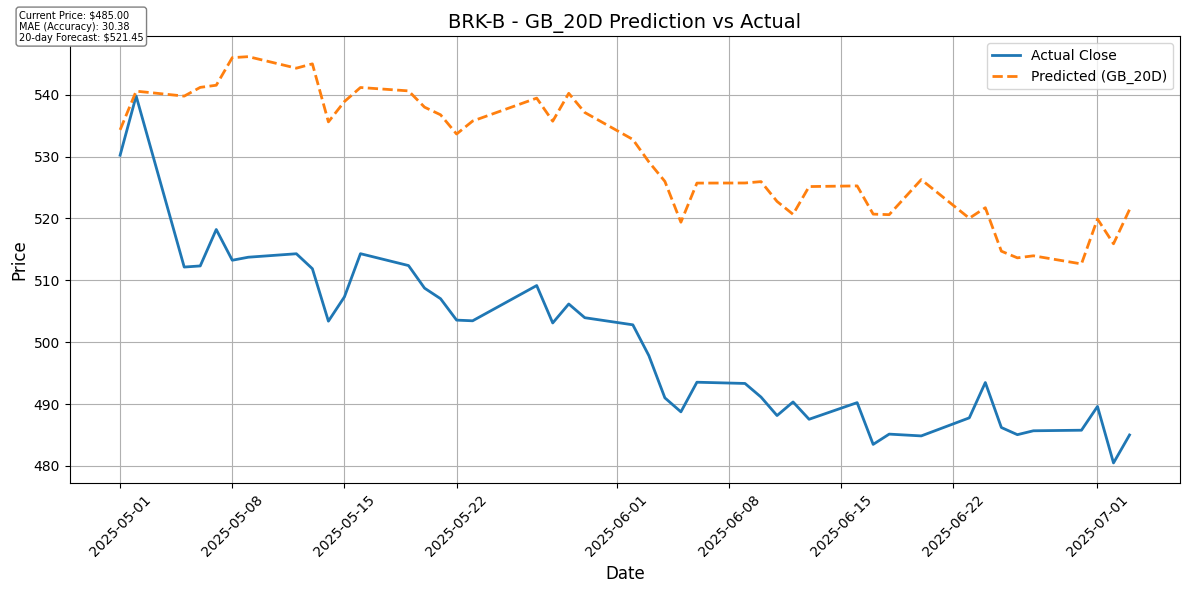 BRK-B - GB_20D Prediction vs Actual
Current Price: $485.00
MAE (Accuracy): 30.38
20-day Forecast: $521.45
Actual Close
Predicted (GB_20D)
Price
540
530
520
510
500
490
480
2025-05-01
2025-05-08
2025-05-15
2025-05-22
2025-06-01
2025-06-08
2025-06-15
2025-06-22
2025-07-01
Date